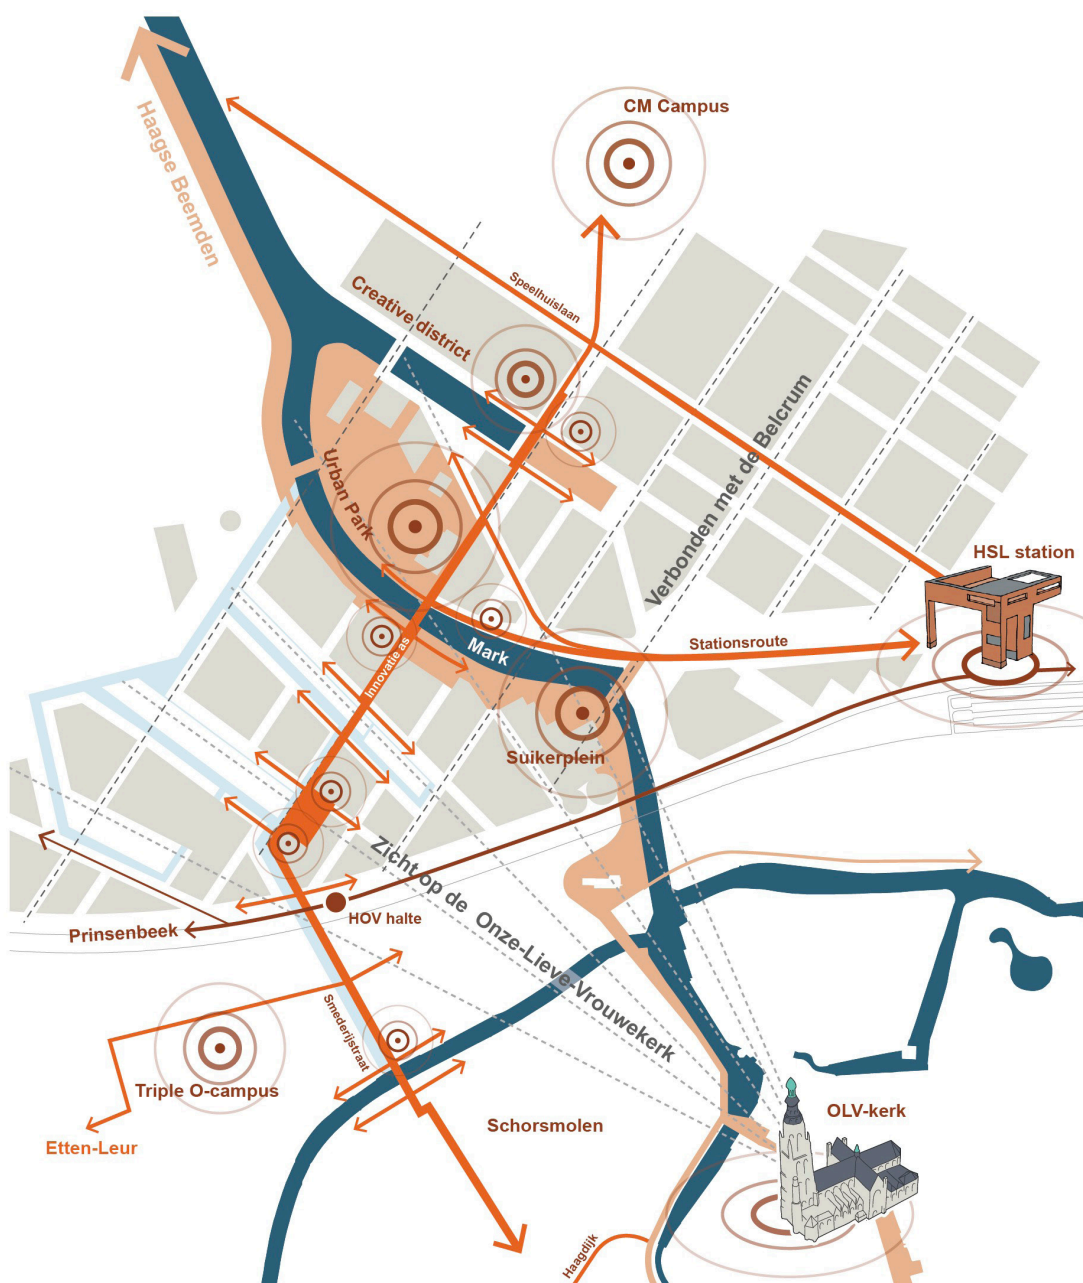 CM Campus
Haagse Beemden
Speelhuislaan
Creative district
Verbonden met de Belcrum
Urban Park
HSL station
Innovatie as
Mark
Stationsroute
Suikerplein
Zicht op de Onze-Lieve-Vrouwekerk
HOV halte
Prinsenbeek
Smederijstraat
Triple O-campus
OLV-kerk
Schorsmolen
Etten-Leur
Haagdijk